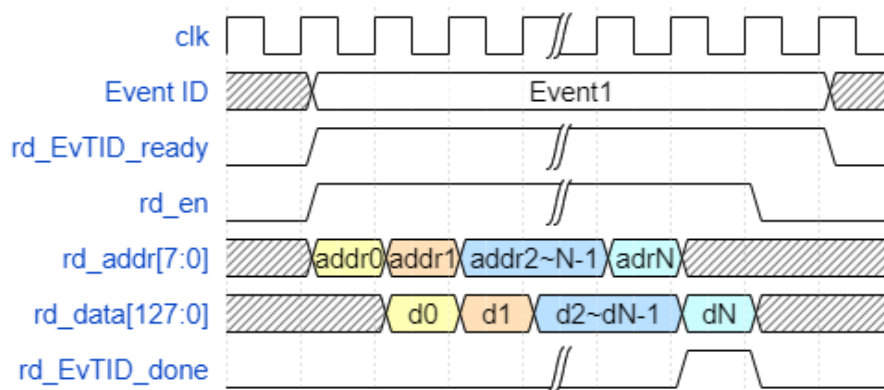 clk
Event ID Event1
rd_EvTID_ready
rd_en
rd_addr[7:0] addr0 addr1 addr2~N-1 adrN
rd_data[127:0] d0 d1 d2~dN-1 dN
rd_EvTID_done